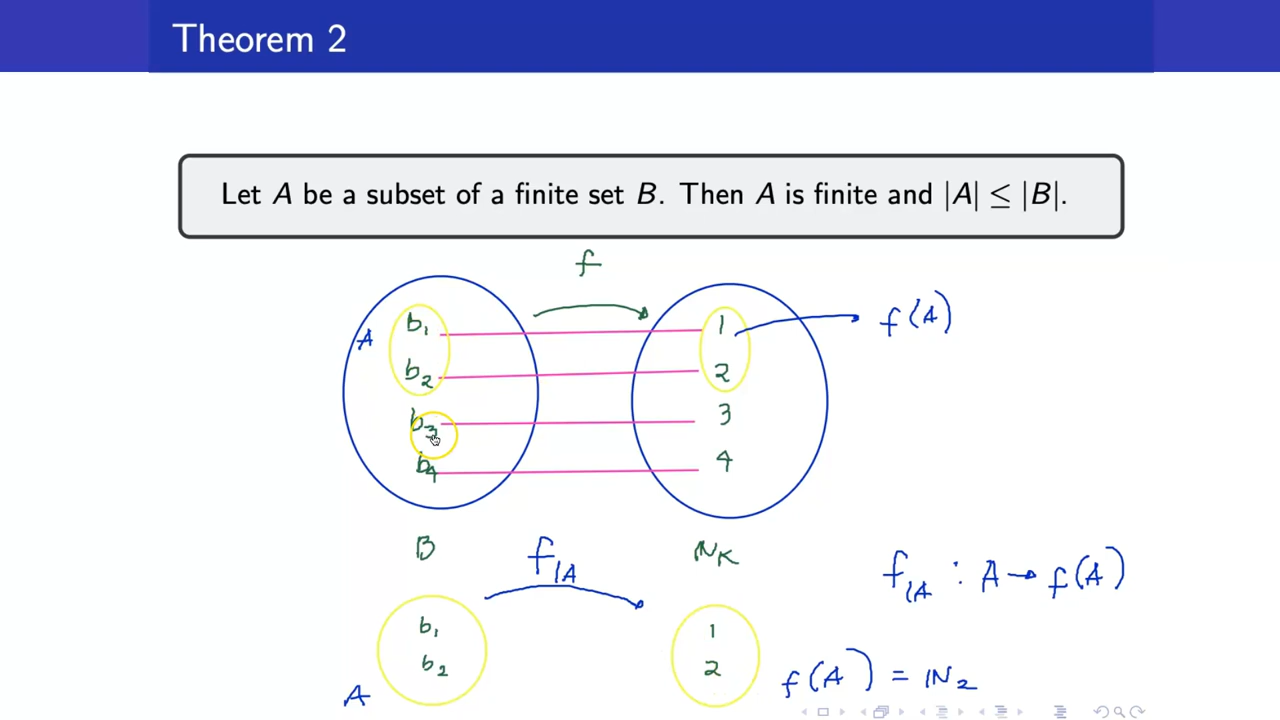 Theorem 2
Let A be a subset of a finite set B. Then A is finite and |A| ≤ |B|.
f
A b₁ 1 f(A)
b₂ 2
b₃ 3
b₄ 4
B f|A ℕK f|A : A → f(A)
b₁ 1
b₂ 2
A f(A) = ℕ₂